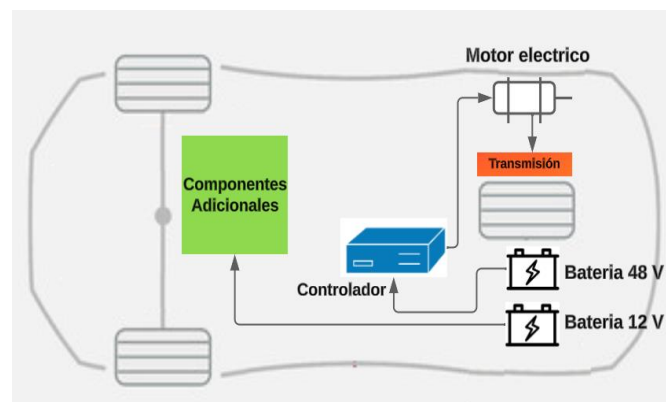 Motor electrico
Transmisión
Componentes
Adicionales
Controlador
Bateria 48 V
Bateria 12 V